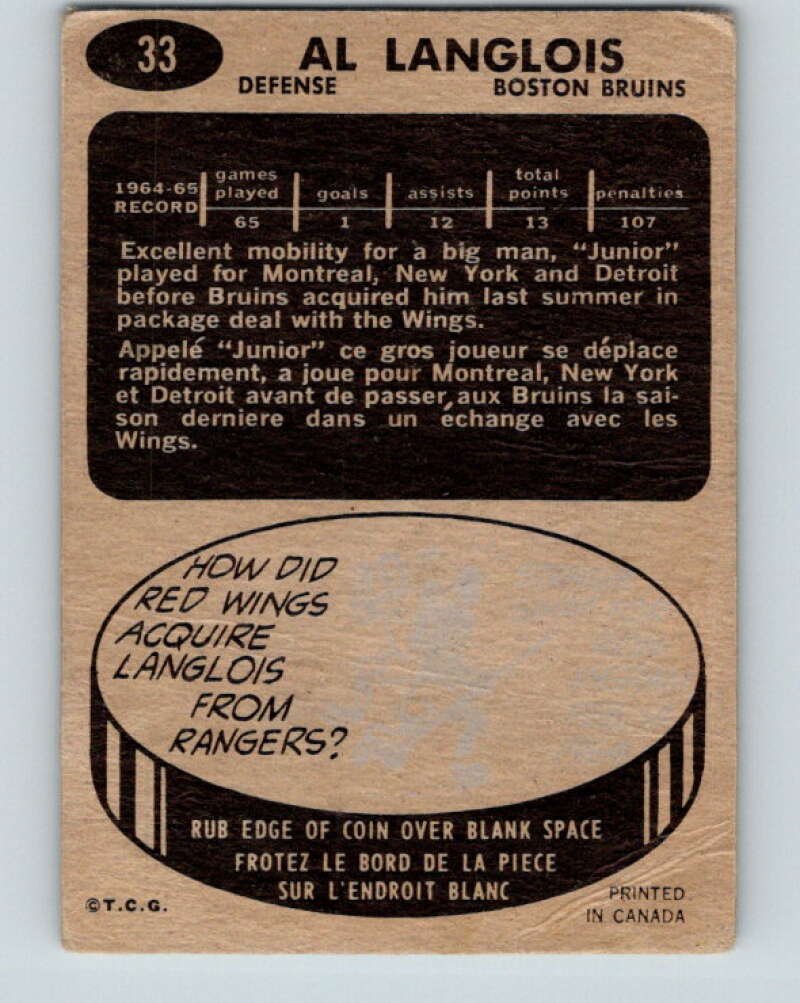 33 AL LANGLOIS
DEFENSE BOSTON BRUINS
1964-65 RECORD games played goals assists total points penalties
65 1 12 13 107
Excellent mobility for a big man, “Junior”
played for Montreal, New York and Detroit
before Bruins acquired him last summer in
package deal with the Wings.
Appelé “Junior” ce gros joueur se déplace
rapidement, a joue pour Montreal, New York
et Detroit avant de passer aux Bruins la sai-
son derniere dans un échange avec les
Wings.
HOW DID
RED WINGS
ACQUIRE
LANGLOIS
FROM
RANGERS?
RUB EDGE OF COIN OVER BLANK SPACE
FROTEZ LE BORD DE LA PIECE
SUR L'ENDROIT BLANC
©T.C.G.
PRINTED
IN CANADA